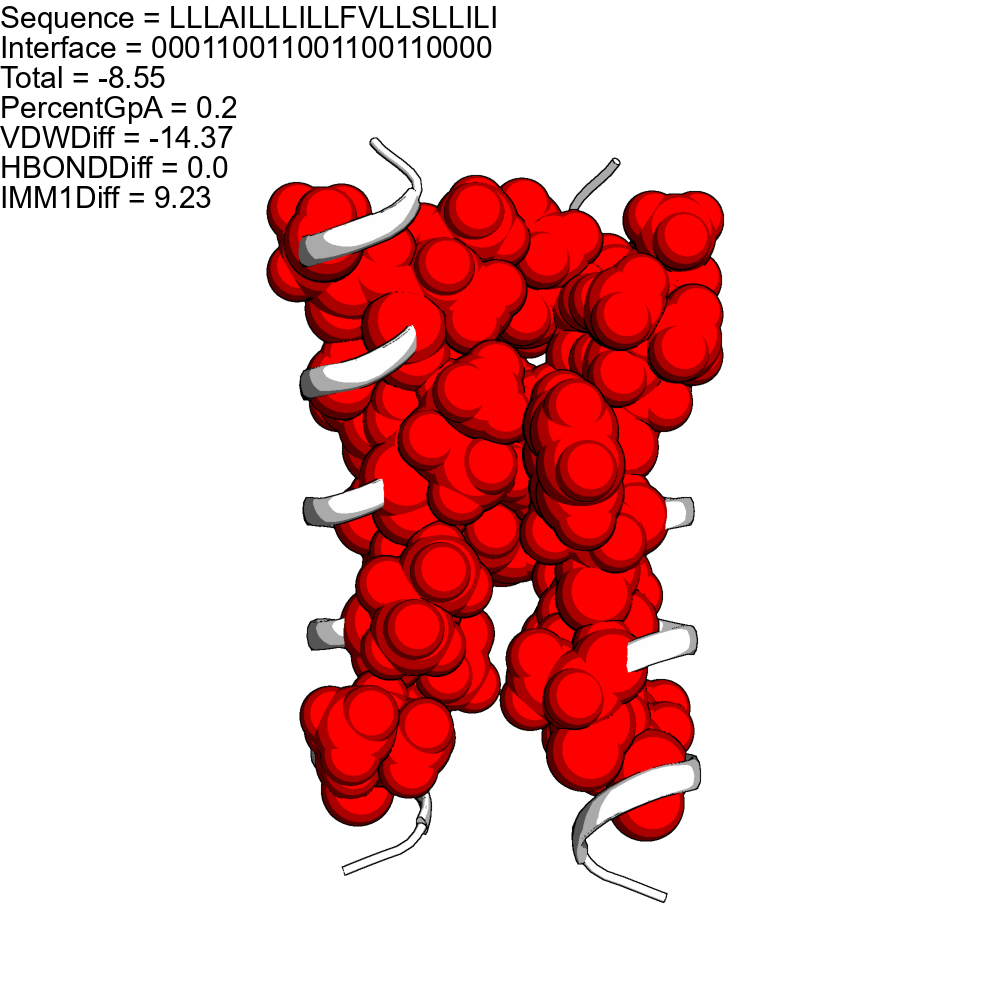 Sequence = LLLAILLLILLFVLLSLLILI
Interface = 000110011001100110000
Total = -8.55
PercentGpA = 0.2
VDWDiff = -14.37
HBONDDiff = 0.0
IMM1Diff = 9.23